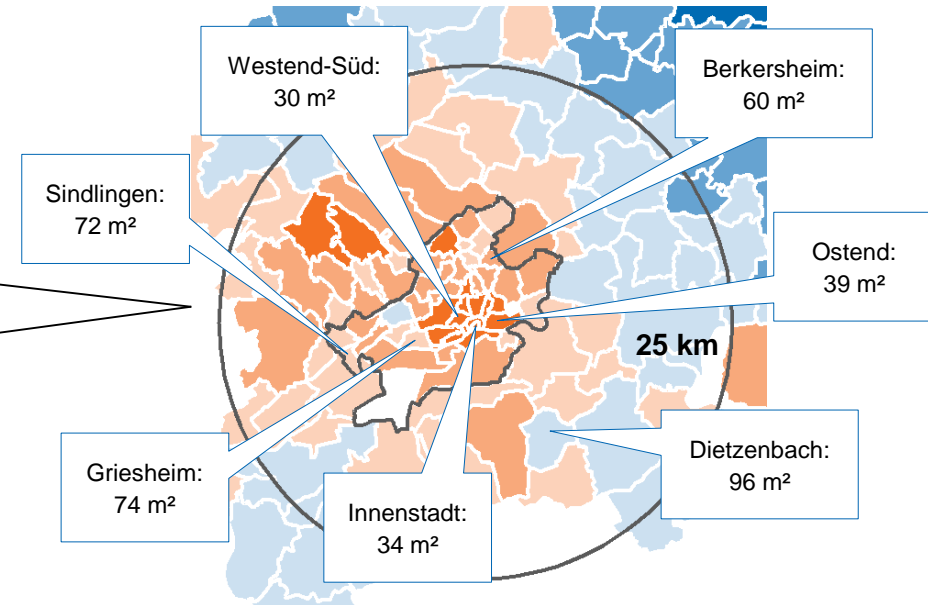 Westend-Süd:
30 m²
Berkersheim:
60 m²
Sindlingen:
72 m²
Ostend:
39 m²
25 km
Griesheim:
74 m²
Innenstadt:
34 m²
Dietzenbach:
96 m²